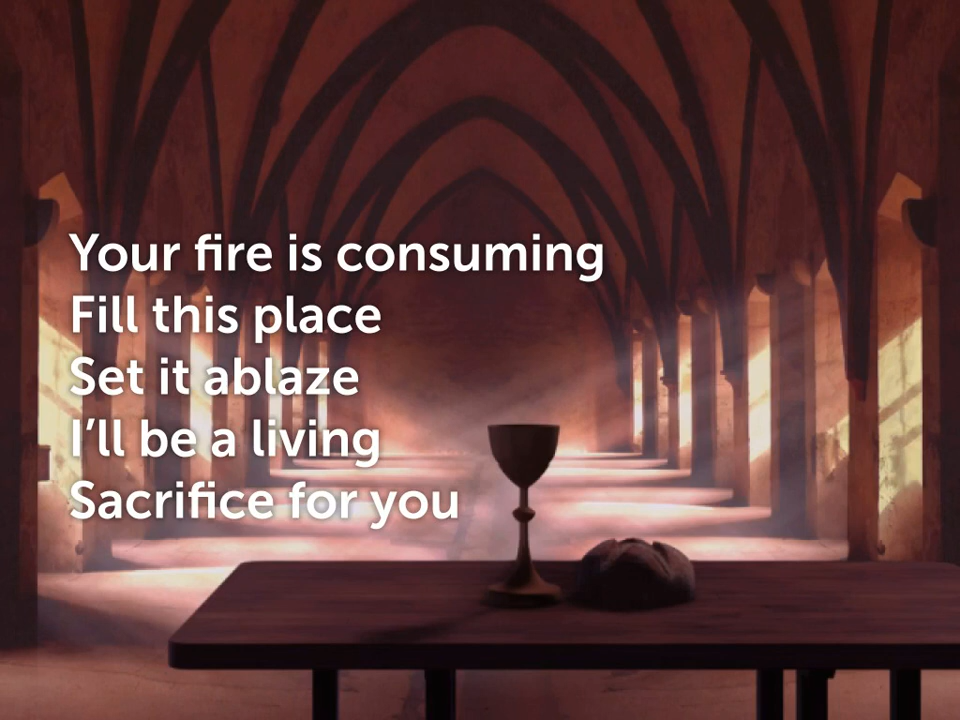 Your fire is consuming
Fill this place
Set it ablaze
I’ll be a living
Sacrifice for you